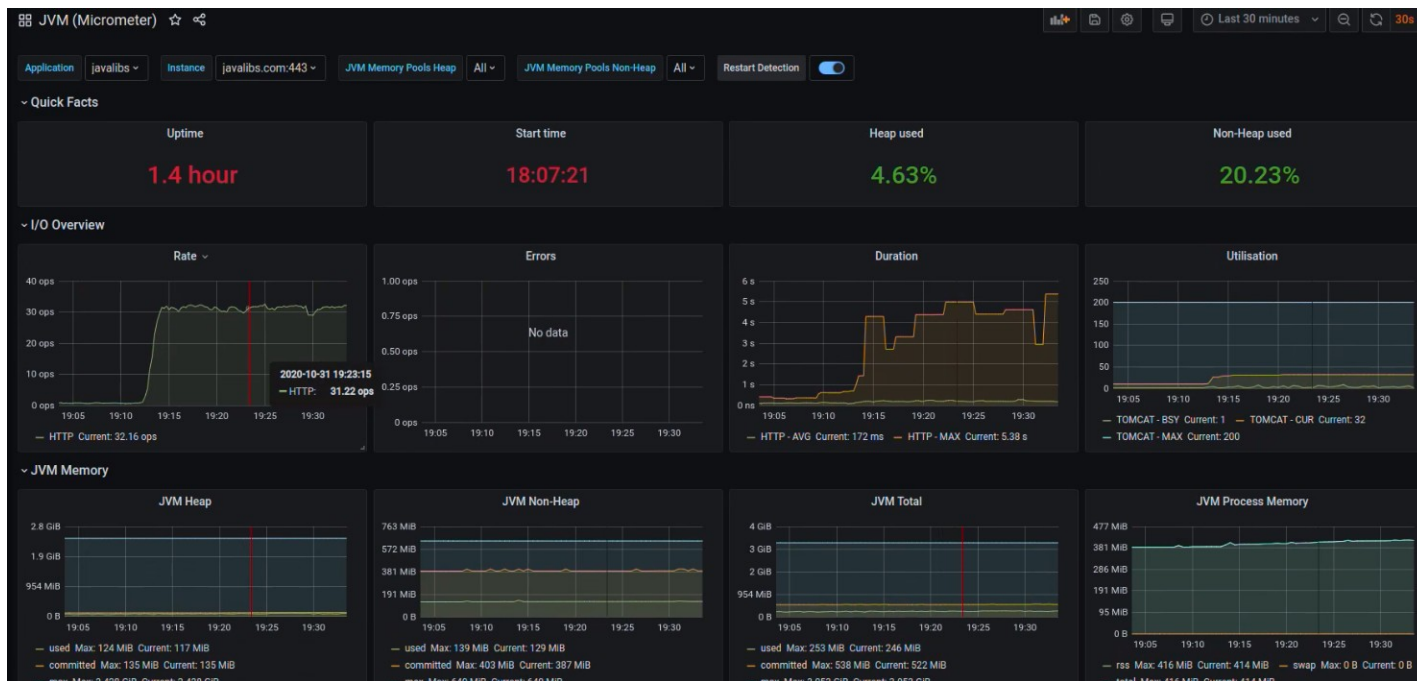 JVM (Micrometer)
Last 30 minutes
30s
Application javalibs
Instance javalibs.com:443
JVM Memory Pools Heap All
JVM Memory Pools Non-Heap All
Restart Detection
Quick Facts
Uptime
1.4 hour
Start time
18:07:21
Heap used
4.63%
Non-Heap used
20.23%
I/O Overview
Rate
40 ops
30 ops
20 ops
10 ops
0 ops
19:05 19:10 19:15 19:20 19:25 19:30
2020-10-31 19:23:15
HTTP: 31.22 ops
HTTP Current: 32.16 ops
Errors
1.00 ops
0.75 ops
0.50 ops
0.25 ops
0 ops
No data
19:05 19:10 19:15 19:20 19:25 19:30
Duration
6 s
5 s
4 s
3 s
2 s
1 s
0 ns
19:05 19:10 19:15 19:20 19:25 19:30
HTTP - AVG Current: 172 ms HTTP - MAX Current: 5.38 s
Utilisation
250
200
150
100
50
0
19:05 19:10 19:15 19:20 19:25 19:30
TOMCAT - BSY Current: 1 TOMCAT - CUR Current: 32
TOMCAT - MAX Current: 200
JVM Memory
JVM Heap
2.8 GiB
1.9 GiB
954 MiB
0 B
19:05 19:10 19:15 19:20 19:25 19:30
used Max: 124 MiB Current: 117 MiB
committed Max: 135 MiB Current: 135 MiB
JVM Non-Heap
763 MiB
572 MiB
381 MiB
191 MiB
0 B
19:05 19:10 19:15 19:20 19:25 19:30
used Max: 139 MiB Current: 129 MiB
committed Max: 403 MiB Current: 387 MiB
JVM Total
4 GiB
3 GiB
2 GiB
954 MiB
0 B
19:05 19:10 19:15 19:20 19:25 19:30
used Max: 253 MiB Current: 246 MiB
committed Max: 538 MiB Current: 522 MiB
JVM Process Memory
477 MiB
381 MiB
286 MiB
191 MiB
95 MiB
0 B
19:05 19:10 19:15 19:20 19:25 19:30
rss Max: 416 MiB Current: 414 MiB swap Max: 0 B Current: 0 B